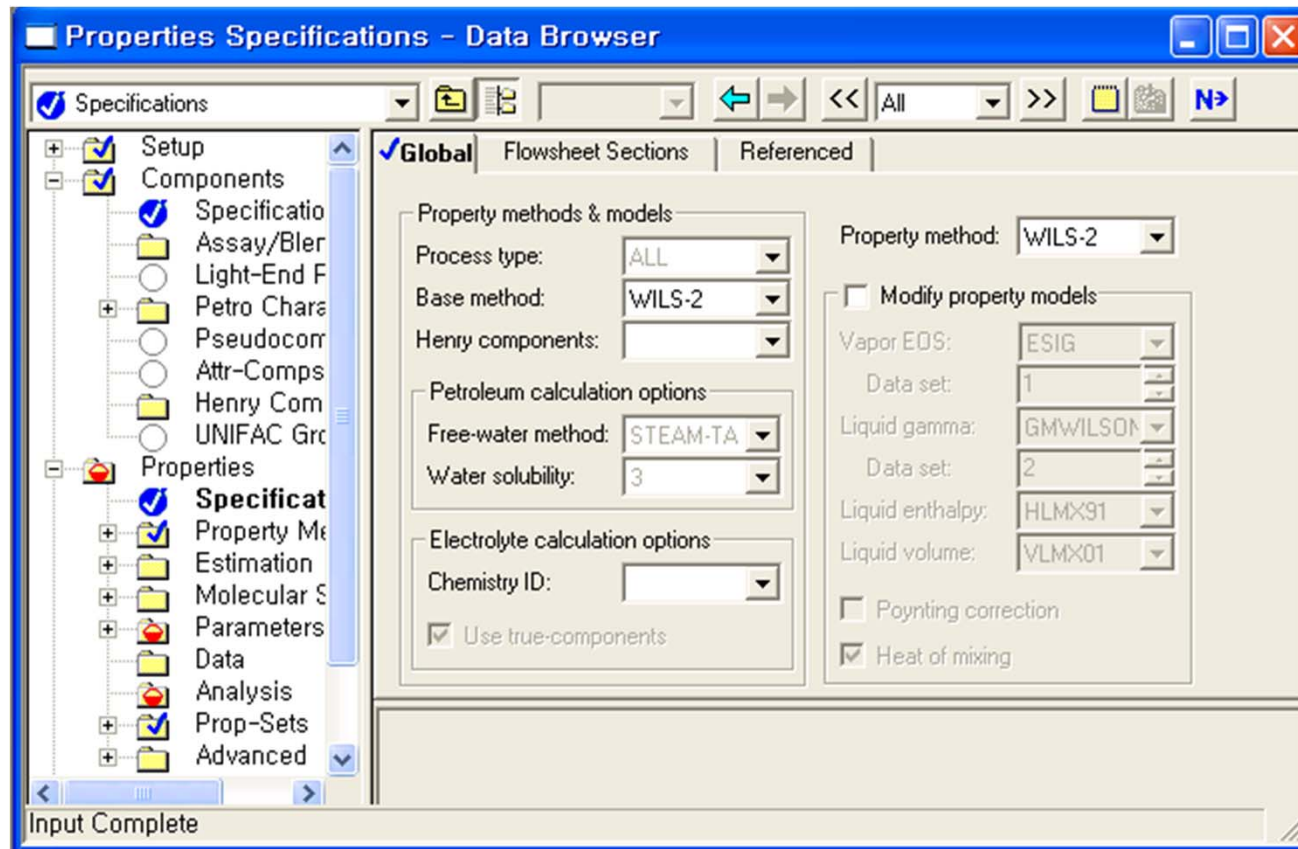 Properties Specifications - Data Browser
Specifications
All
<<
>>
N>
Setup
Components
Specificatio
Assay/Bler
Light-End F
Petro Chara
Pseudocom
Attr-Comps
Henry Com
UNIFAC Grc
Properties
Specificat
Property Me
Estimation
Molecular S
Parameters
Data
Analysis
Prop-Sets
Advanced
Global
Flowsheet Sections
Referenced
Property methods & models
Process type: ALL
Base method: WILS-2
Henry components:
Petroleum calculation options
Free-water method: STEAM-TA
Water solubility: 3
Electrolyte calculation options
Chemistry ID:
Use true-components
Property method: WILS-2
Modify property models
Vapor EOS: ESIG
Data set: 1
Liquid gamma: GMWILSON
Data set: 2
Liquid enthalpy: HLMX91
Liquid volume: VLMX01
Poynting correction
Heat of mixing
Input Complete